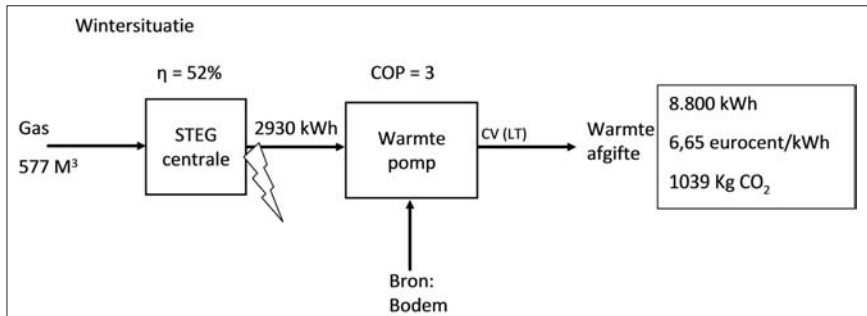 Wintersituatie
η = 52%
COP = 3
Gas
577 M³
STEG
centrale
2930 kWh
Warmte
pomp
CV (LT)
Warmte
afgifte
8.800 kWh
6,65 eurocent/kWh
1039 Kg CO₂
Bron:
Bodem